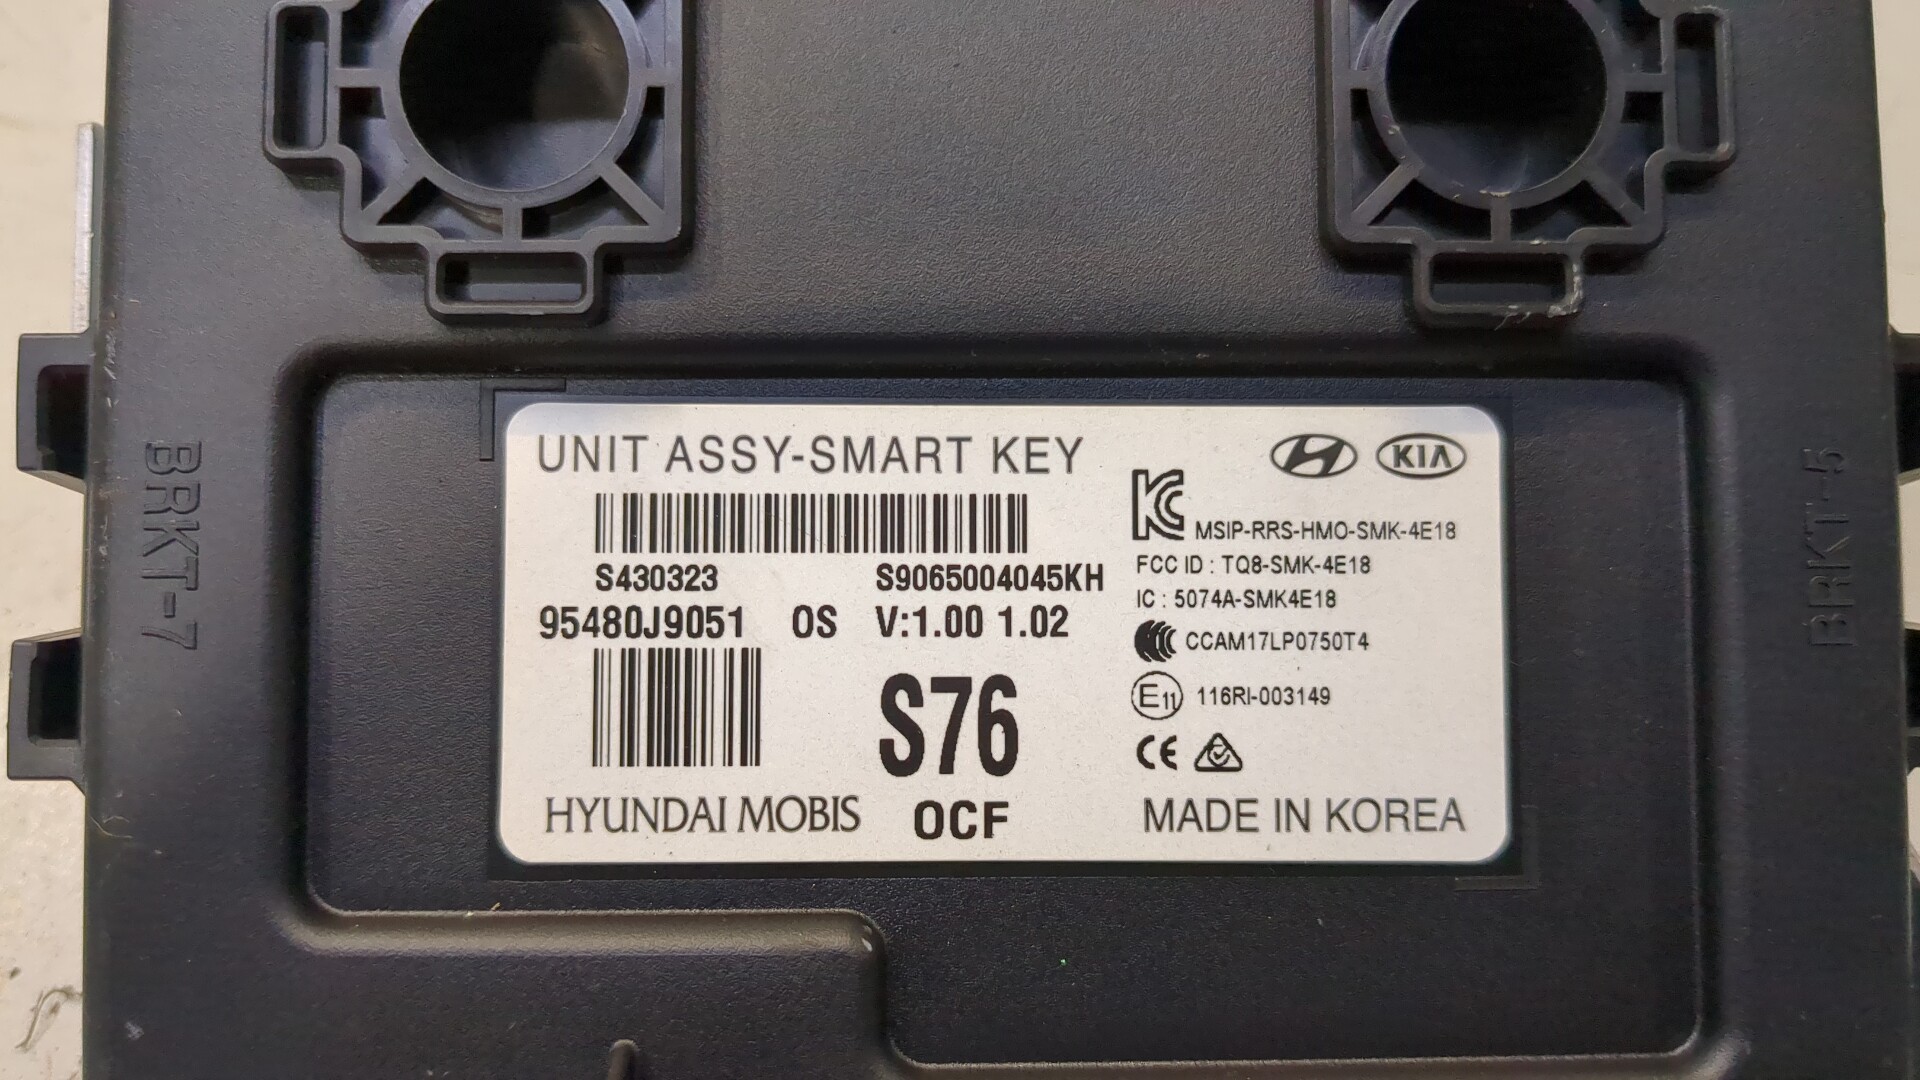 UNIT ASSY-SMART KEY
KIA
MSIP-RRS-HMO-SMK-4E18
S430323 S9065004045KH
FCC ID : TQ8-SMK-4E18
IC : 5074A-SMK4E18
95480J9051 OS V:1.00 1.02
CCAM17LP0750T4
E11 116RI-003149
S76
CE
HYUNDAI MOBIS OCF MADE IN KOREA
BRKT-7
BRKT-5